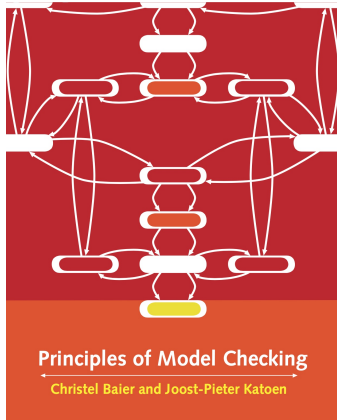 Principles of Model Checking
Christel Baier and Joost-Pieter Katoen